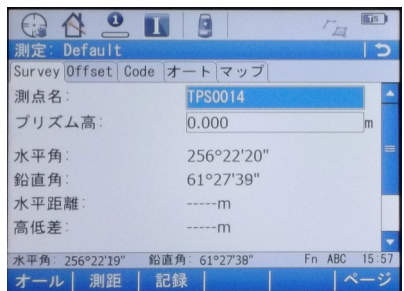 1
I
測定: Default
Survey Offset Code オート マップ
測点名: TPS0014
プリズム高: 0.000 m
水平角: 256°22'20"
鉛直角: 61°27'39"
水平距離: -----m
高低差: -----m
水平角: 256°22'19" 鉛直角: 61°27'38" Fn ABC 15:57
オール 測距 記録 ページ